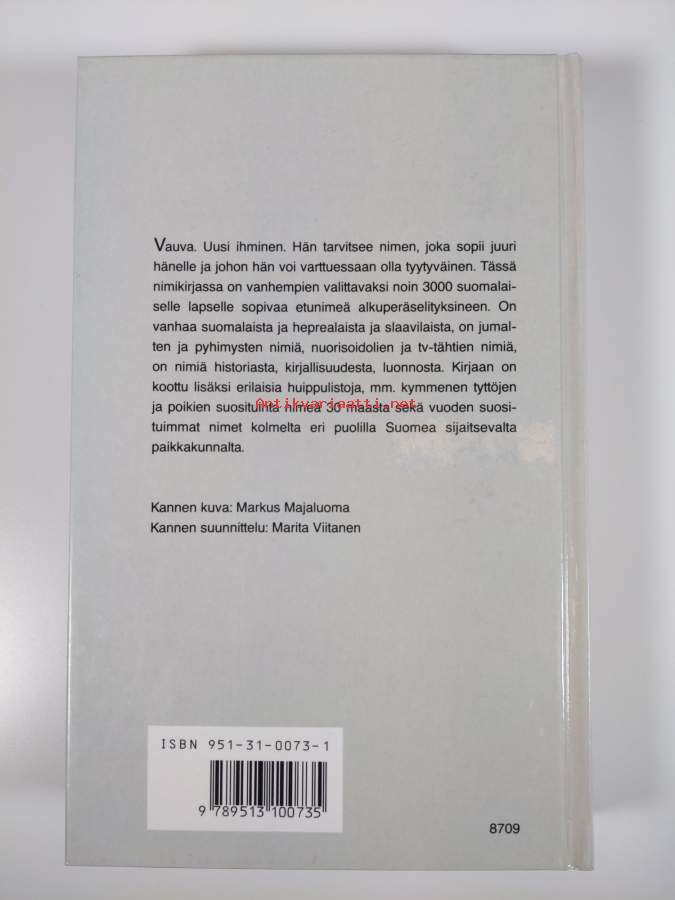 Vauva. Uusi ihminen. Hän tarvitsee nimen, joka sopii juuri
hänelle ja johon hän voi varttuessaan olla tyytyväinen. Tässä
nimikirjassa on vanhempien valittavaksi noin 3000 suomalai-
selle lapselle sopivaa etunimeä alkuperäselityksineen. On
vanhaa suomalaista ja heprealaista ja slaavilaista, on jumal-
ten ja pyhimysten nimiä, nuorisoidolien ja tv-tähtien nimiä,
on nimiä historiasta, kirjallisuudesta, luonnosta. Kirjaan on
koottu lisäksi erilaisia huippulistoja, mm. kymmenen tyttöjen
Antikvariaatti.net
ja poikien suosituinta nimeä 30 maasta sekä vuoden suosi-
tuimmat nimet kolmelta eri puolilla Suomea sijaitsevalta
paikkakunnalta.
Kannen kuva: Markus Majaluoma
Kannen suunnittelu: Marita Viitanen
ISBN 951-31-0073-1
9 789513 100735
8709